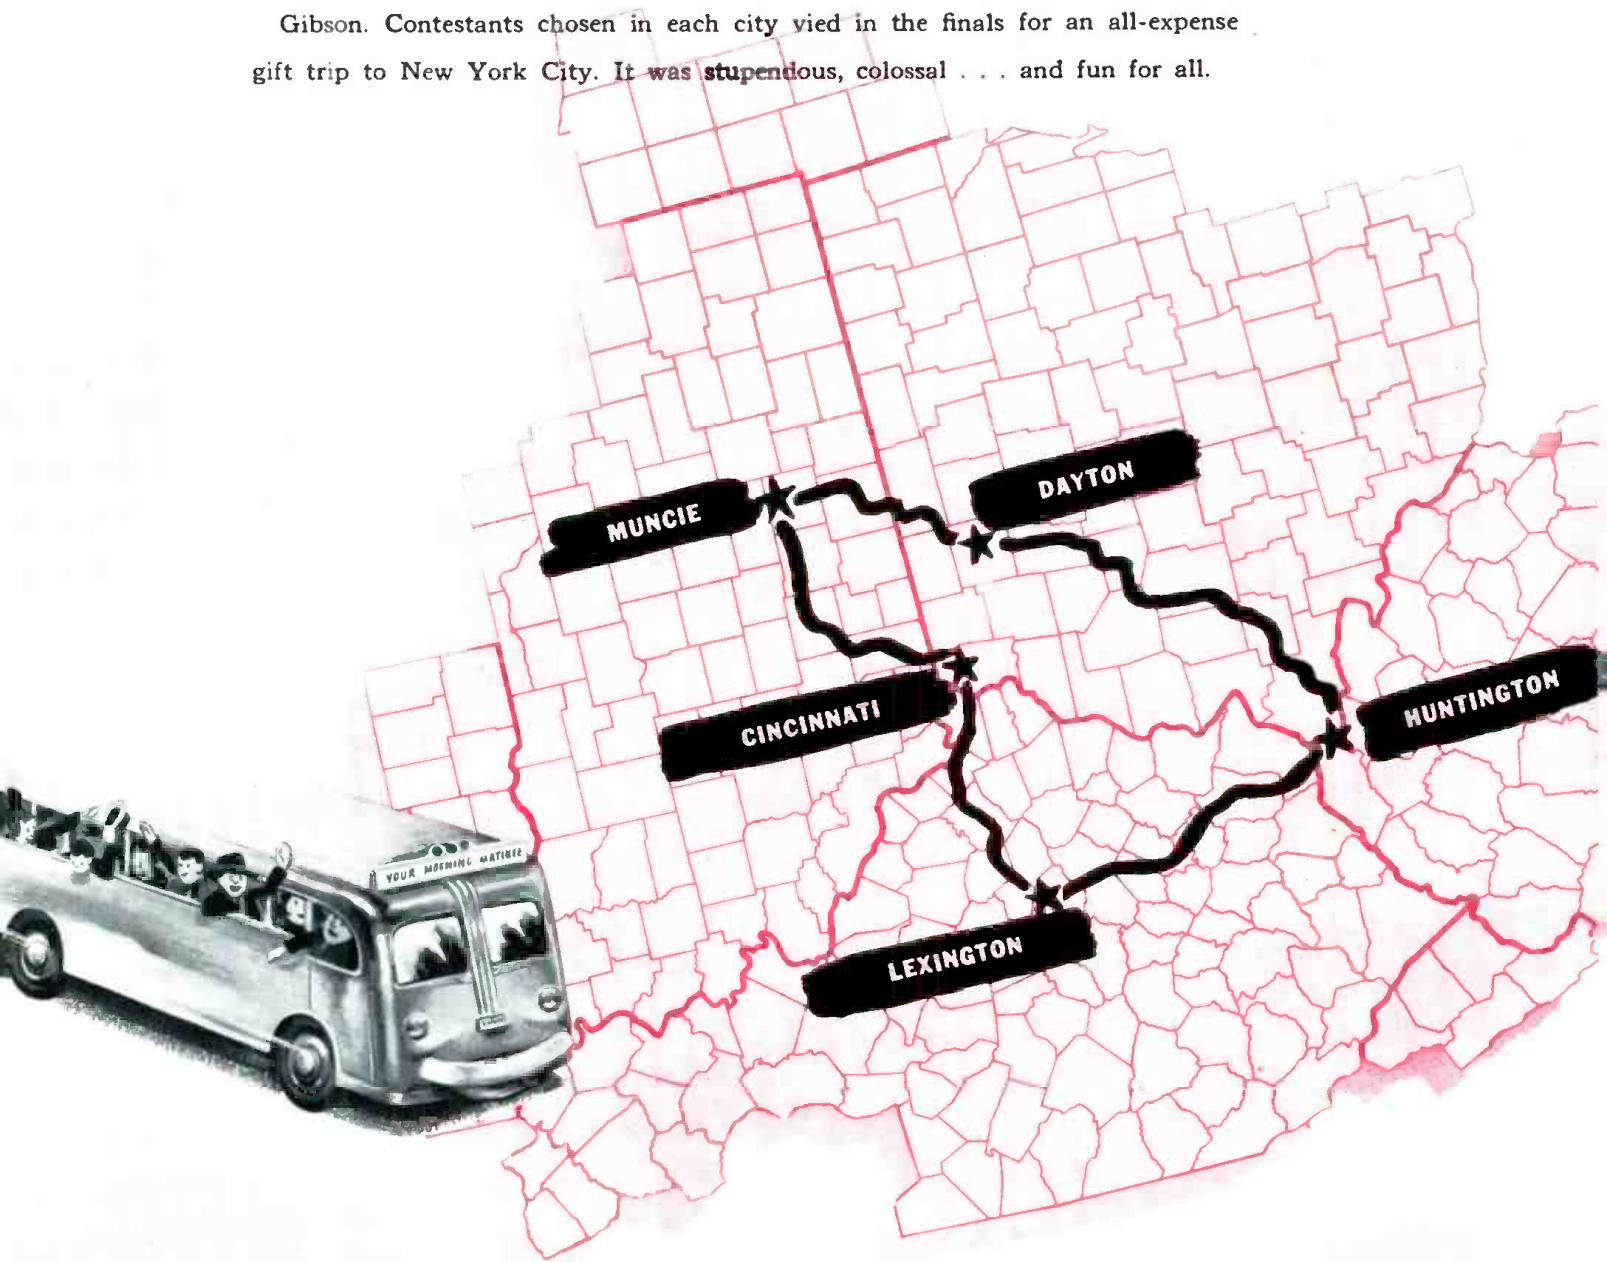 Gibson. Contestants chosen in each city vied in the finals for an all-expense
gift trip to New York City. It was stupendous, colossal . . . and fun for all.
DAYTON
MUNCIE
HUNTINGTON
CINCINNATI
YOUR MORNING MATINEE
LEXINGTON